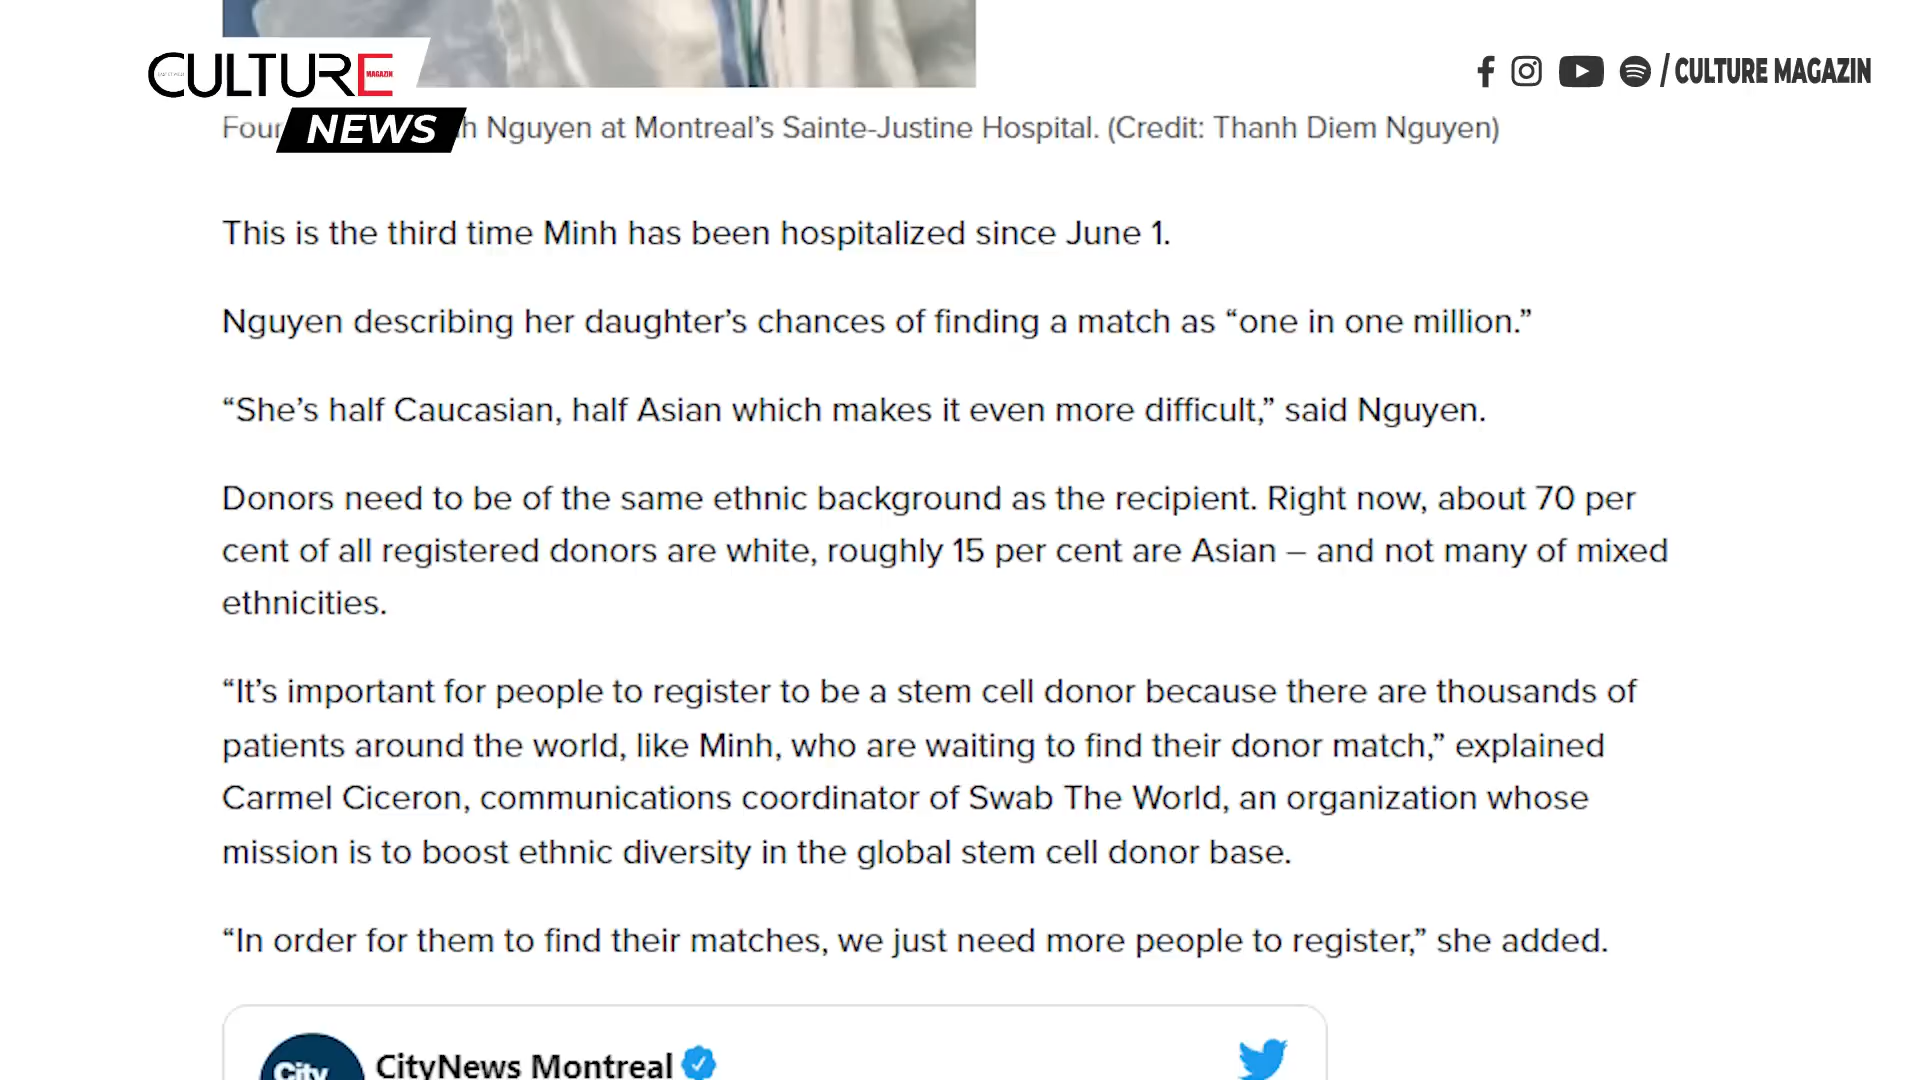 CULTURE
MAGAZIN
NEWS
/ CULTURE MAGAZIN
Nguyen at Montreal’s Sainte-Justine Hospital. (Credit: Thanh Diem Nguyen)
This is the third time Minh has been hospitalized since June 1.
Nguyen describing her daughter’s chances of finding a match as “one in one million.”
“She’s half Caucasian, half Asian which makes it even more difficult,” said Nguyen.
Donors need to be of the same ethnic background as the recipient. Right now, about 70 per
cent of all registered donors are white, roughly 15 per cent are Asian – and not many of mixed
ethnicities.
“It’s important for people to register to be a stem cell donor because there are thousands of
patients around the world, like Minh, who are waiting to find their donor match,” explained
Carmel Ciceron, communications coordinator of Swab The World, an organization whose
mission is to boost ethnic diversity in the global stem cell donor base.
“In order for them to find their matches, we just need more people to register,” she added.
City
CityNews Montreal